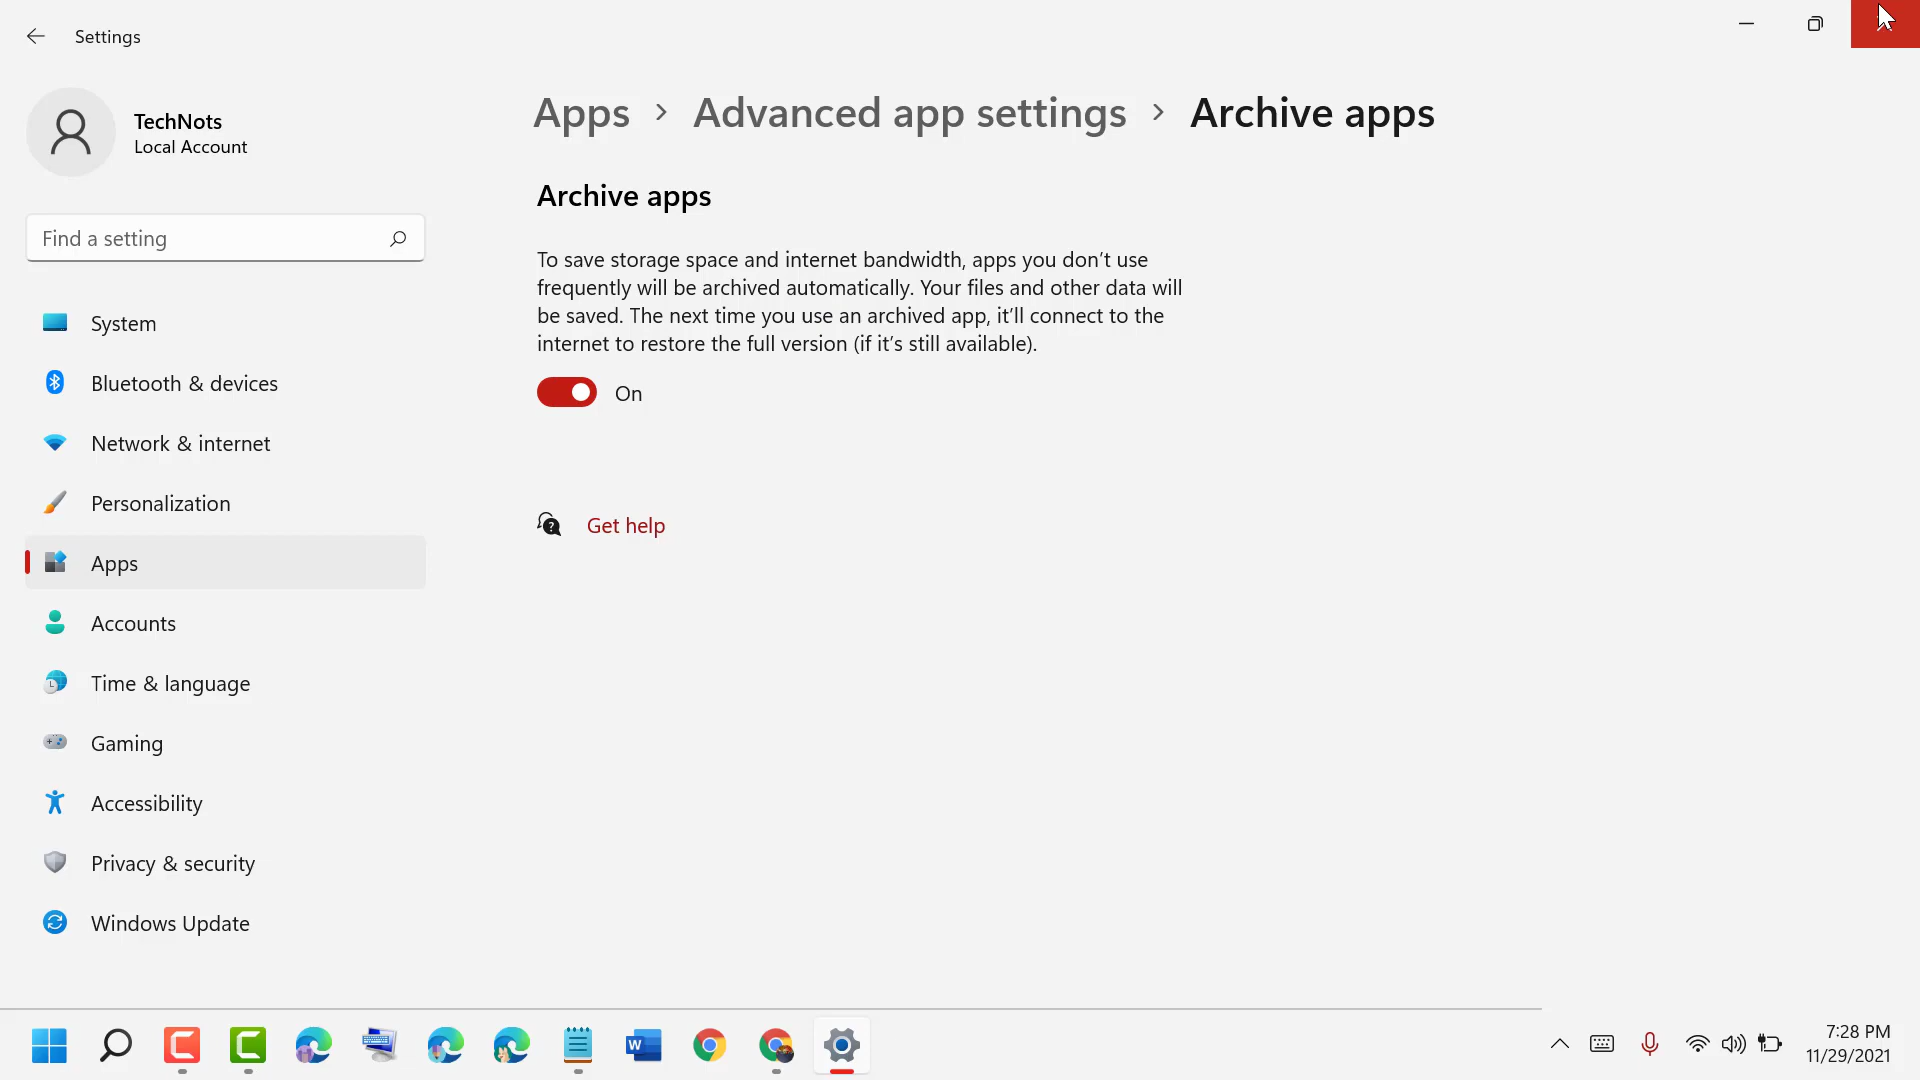 Settings
TechNots
Local Account
Find a setting
System
Bluetooth & devices
Network & internet
Personalization
Apps
Accounts
Time & language
Gaming
Accessibility
Privacy & security
Windows Update
Apps > Advanced app settings > Archive apps
Archive apps
To save storage space and internet bandwidth, apps you don't use
frequently will be archived automatically. Your files and other data will
be saved. The next time you use an archived app, it'll connect to the
internet to restore the full version (if it's still available).
On
Get help
7:28 PM
11/29/2021